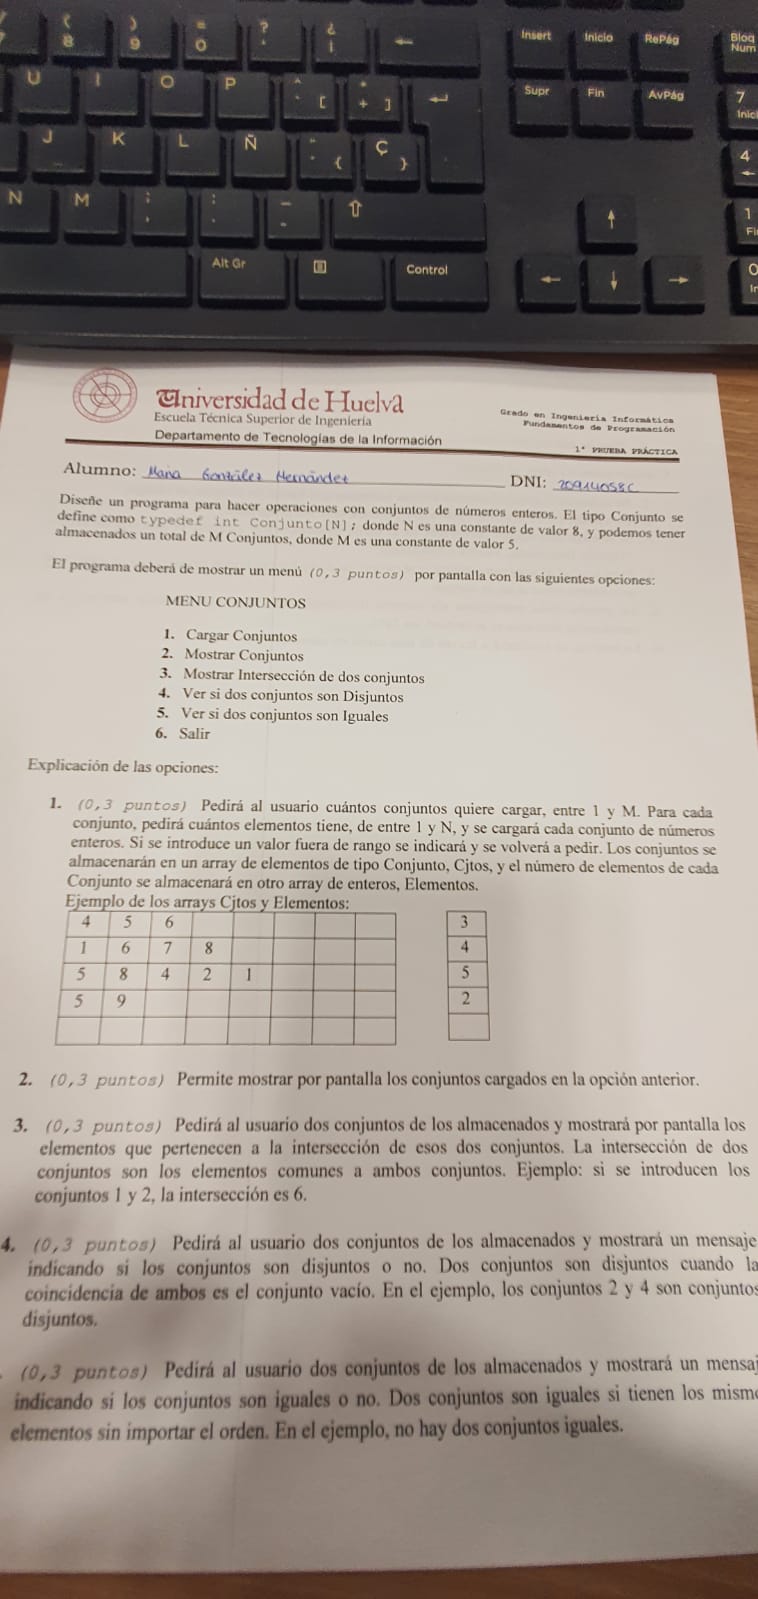 ( ) = ? ¿
8 9 0 ' ¡
Insert Inicio RePág Bloq Num
U I O P ^ [ * + ]
Supr Fin AvPág 7 Inici
J K L Ñ " { Ç }
4
N M ; , : . _ -
1
Fi
Alt Gr Control
0
In
Universidad de Huelva
Escuela Técnica Superior de Ingeniería
Departamento de Tecnologías de la Información
Grado en Ingeniería Informática
Fundamentos de Programación
1ª PRUEBA PRÁCTICA
Alumno: María González Hernández DNI:
Diseñe un programa para hacer operaciones con conjuntos de números enteros. El tipo Conjunto se
define como typedef int Conjunto[N]; donde N es una constante de valor 8, y podemos tener
almacenados un total de M Conjuntos, donde M es una constante de valor 5.
El programa deberá de mostrar un menú (0,3 puntos) por pantalla con las siguientes opciones:
MENU CONJUNTOS
1. Cargar Conjuntos
2. Mostrar Conjuntos
3. Mostrar Intersección de dos conjuntos
4. Ver si dos conjuntos son Disjuntos
5. Ver si dos conjuntos son Iguales
6. Salir
Explicación de las opciones:
1. (0,3 puntos) Pedirá al usuario cuántos conjuntos quiere cargar, entre 1 y M. Para cada
conjunto, pedirá cuántos elementos tiene, de entre 1 y N, y se cargará cada conjunto de números
enteros. Si se introduce un valor fuera de rango se indicará y se volverá a pedir. Los conjuntos se
almacenarán en un array de elementos de tipo Conjunto, Cjtos, y el número de elementos de cada
Conjunto se almacenará en otro array de enteros, Elementos.
Ejemplo de los arrays Cjtos y Elementos:
4 5 6 3
1 6 7 8 4
5 8 4 2 1 5
5 9 2
2. (0,3 puntos) Permite mostrar por pantalla los conjuntos cargados en la opción anterior.
3. (0,3 puntos) Pedirá al usuario dos conjuntos de los almacenados y mostrará por pantalla los
elementos que pertenecen a la intersección de esos dos conjuntos. La intersección de dos
conjuntos son los elementos comunes a ambos conjuntos. Ejemplo: si se introducen los
conjuntos 1 y 2, la intersección es 6.
4. (0,3 puntos) Pedirá al usuario dos conjuntos de los almacenados y mostrará un mensaje
indicando si los conjuntos son disjuntos o no. Dos conjuntos son disjuntos cuando la
coincidencia de ambos es el conjunto vacío. En el ejemplo, los conjuntos 2 y 4 son conjuntos
disjuntos.
. (0,3 puntos) Pedirá al usuario dos conjuntos de los almacenados y mostrará un mensaj
indicando si los conjuntos son iguales o no. Dos conjuntos son iguales si tienen los mismo
elementos sin importar el orden. En el ejemplo, no hay dos conjuntos iguales.